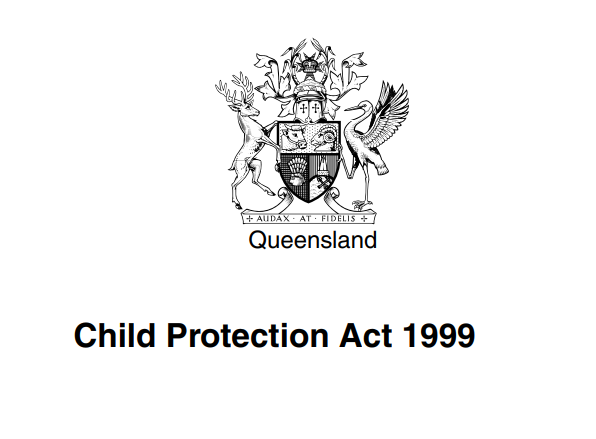 + AUDAX · AT · FIDELIS +
Queensland
Child Protection Act 1999